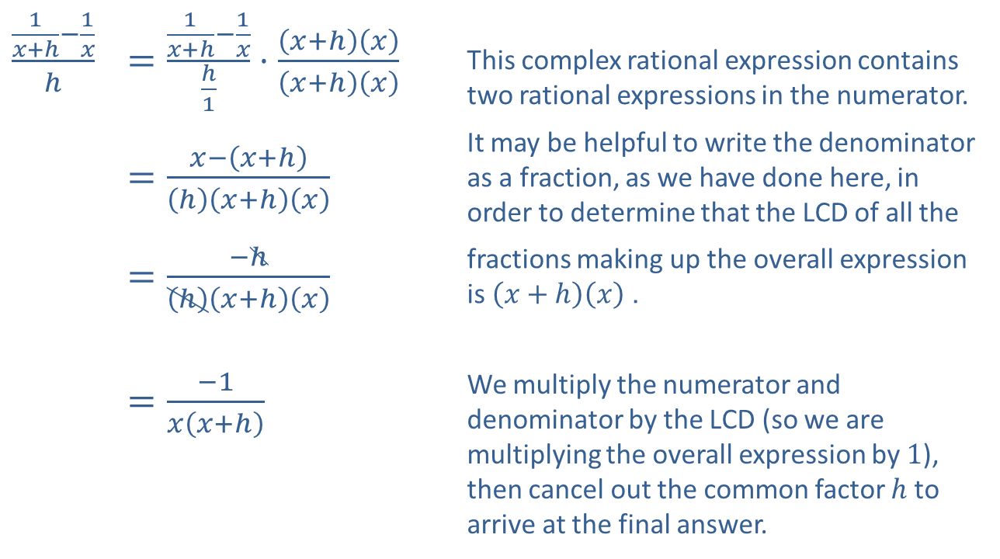 \frac{\frac{1}{x+h}-\frac{1}{x}}{h} = \frac{\frac{1}{x+h}-\frac{1}{x}}{\frac{h}{1}} \cdot \frac{(x+h)(x)}{(x+h)(x)}
= \frac{x-(x+h)}{(h)(x+h)(x)}
= \frac{-\cancel{h}}{\cancel{(h)}(x+h)(x)}
= \frac{-1}{x(x+h)}
This complex rational expression contains
two rational expressions in the numerator.
It may be helpful to write the denominator
as a fraction, as we have done here, in
order to determine that the LCD of all the
fractions making up the overall expression
is (x + h)(x) .
We multiply the numerator and
denominator by the LCD (so we are
multiplying the overall expression by 1),
then cancel out the common factor h to
arrive at the final answer.